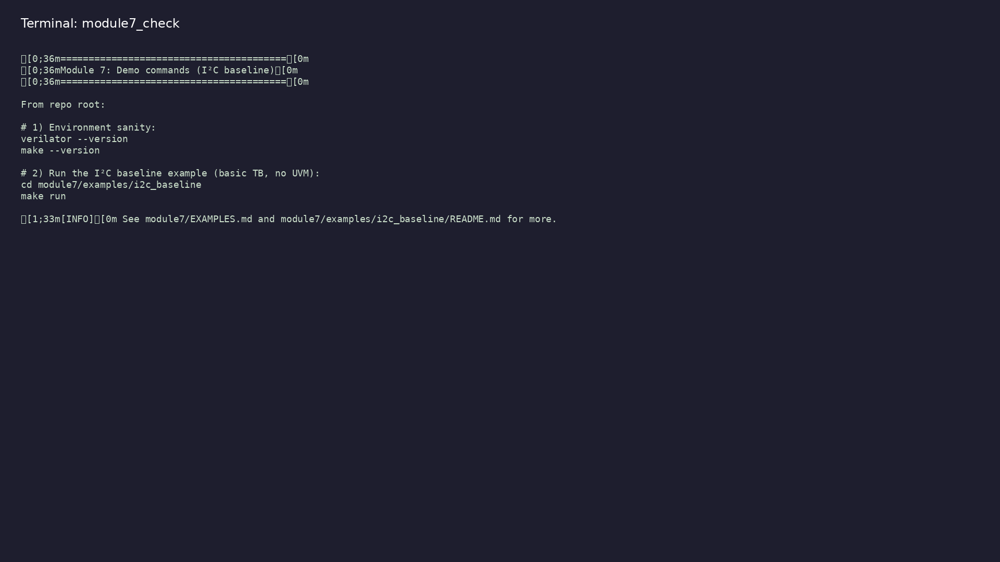 Terminal: module7_check
▯[0;36m========================================▯[0m
▯[0;36mModule 7: Demo commands (I²C baseline)▯[0m
▯[0;36m========================================▯[0m
From repo root:
# 1) Environment sanity:
verilator --version
make --version
# 2) Run the I²C baseline example (basic TB, no UVM):
cd module7/examples/i2c_baseline
make run
▯[1;33m[INFO]▯[0m See module7/EXAMPLES.md and module7/examples/i2c_baseline/README.md for more.